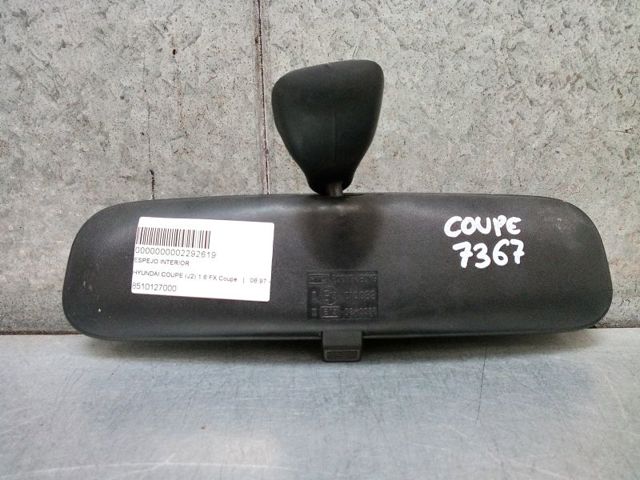 0000000002292619
ESPEJO INTERIOR
HYUNDAI COUPE (J2) 1.6 FX Coupe | 08.97 -
8510127000
COUPE
7367